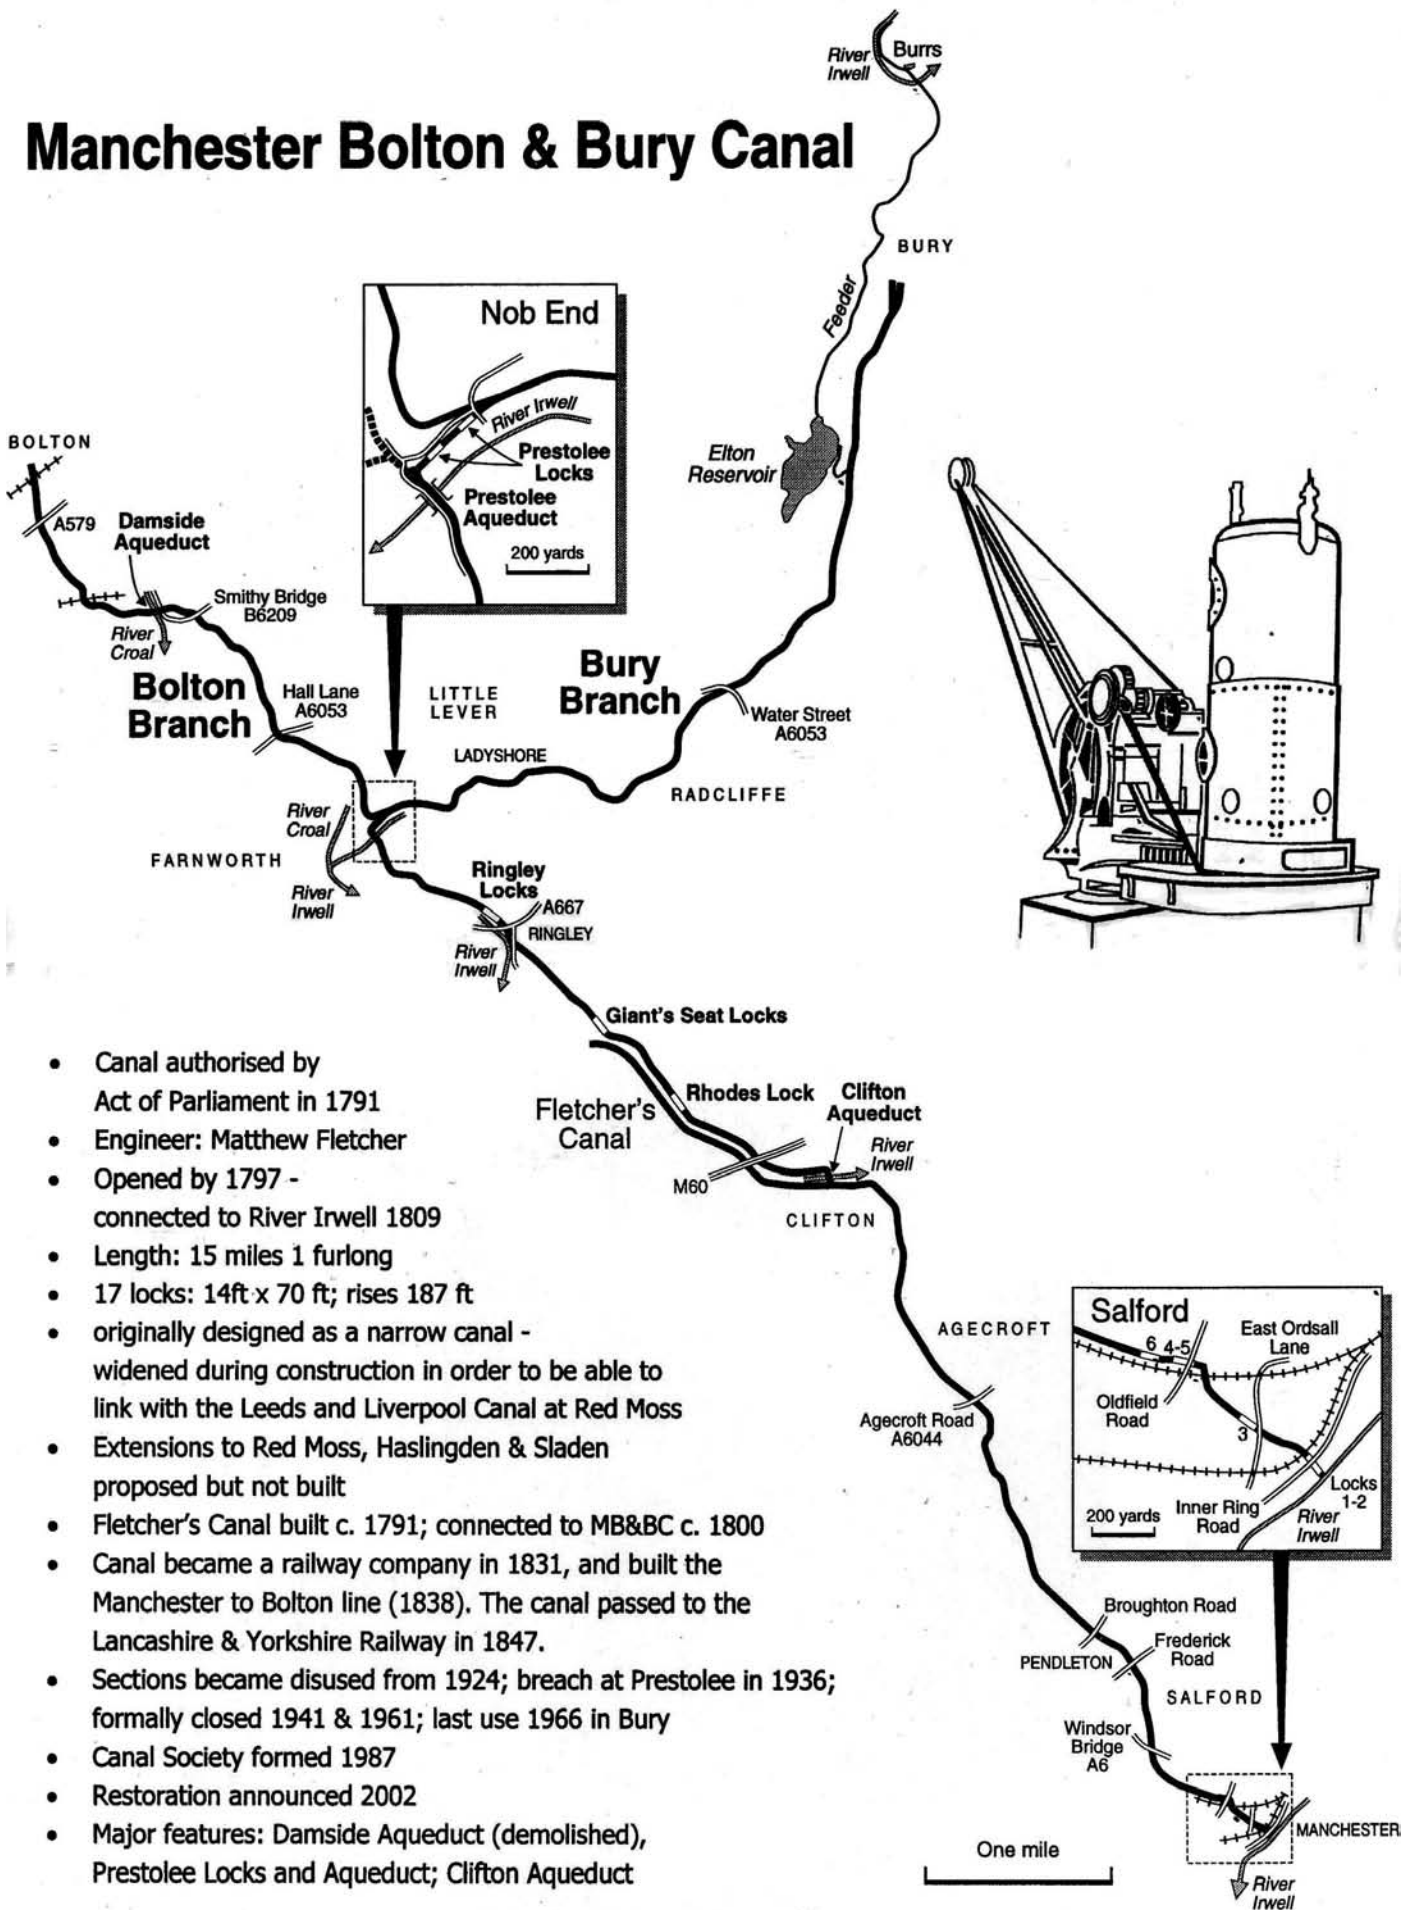 River
Irwell
Burrs
Manchester Bolton & Bury Canal
BURY
Feeder
Nob End
River Irwell
Prestolee
Locks
Prestolee
Aqueduct
200 yards
Elton
Reservoir
BOLTON
A579
Damside
Aqueduct
Smithy Bridge
B6209
River
Croal
Bolton
Branch
Hall Lane
A6053
LITTLE
LEVER
Bury
Branch
Water Street
A6053
LADYSHORE
RADCLIFFE
River
Croal
FARNWORTH
River
Irwell
Ringley
Locks
A667
RINGLEY
River
Irwell
Giant's Seat Locks
Rhodes Lock
Clifton
Aqueduct
Fletcher's
Canal
River
Irwell
M60
CLIFTON
AGECROFT
Agecroft Road
A6044
Salford
6 4-5
East Ordsall
Lane
Oldfield
Road
3
Locks
1-2
Inner Ring
Road
River
Irwell
200 yards
Broughton Road
Frederick
Road
PENDLETON
SALFORD
Windsor
Bridge
A6
MANCHESTER
One mile
River
Irwell
• Canal authorised by
Act of Parliament in 1791
• Engineer: Matthew Fletcher
• Opened by 1797 -
connected to River Irwell 1809
• Length: 15 miles 1 furlong
• 17 locks: 14ft x 70 ft; rises 187 ft
• originally designed as a narrow canal -
widened during construction in order to be able to
link with the Leeds and Liverpool Canal at Red Moss
• Extensions to Red Moss, Haslingden & Sladen
proposed but not built
• Fletcher's Canal built c. 1791; connected to MB&BC c. 1800
• Canal became a railway company in 1831, and built the
Manchester to Bolton line (1838). The canal passed to the
Lancashire & Yorkshire Railway in 1847.
• Sections became disused from 1924; breach at Prestolee in 1936;
formally closed 1941 & 1961; last use 1966 in Bury
• Canal Society formed 1987
• Restoration announced 2002
• Major features: Damside Aqueduct (demolished),
Prestolee Locks and Aqueduct; Clifton Aqueduct